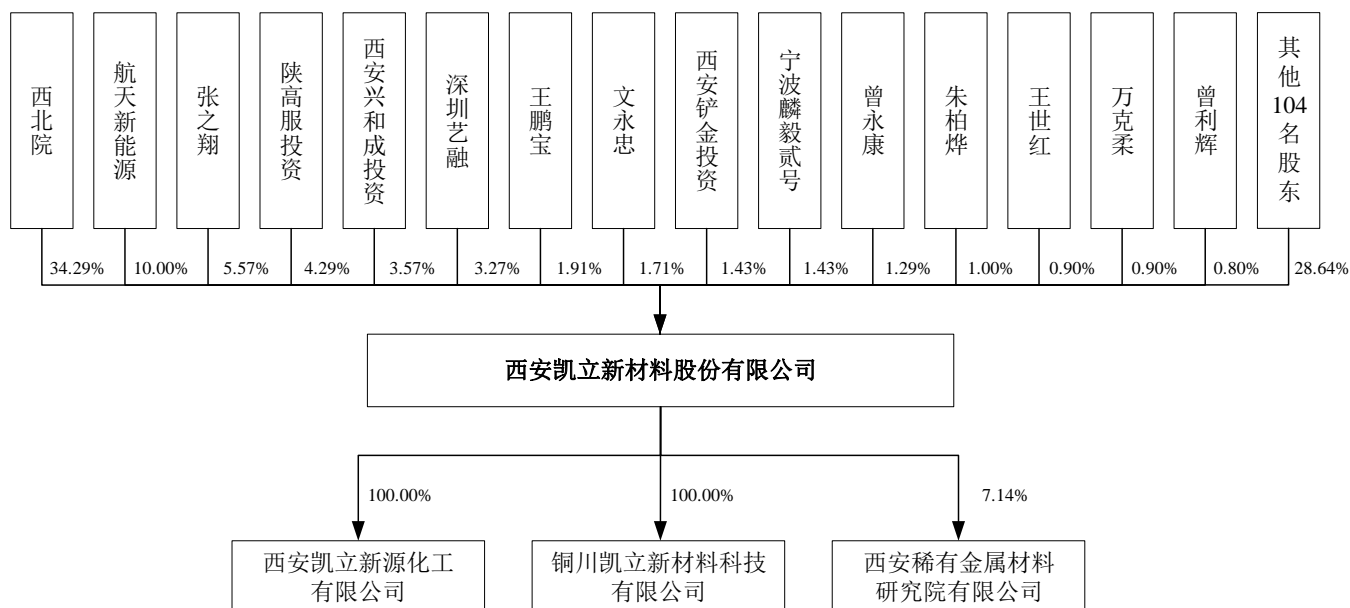 西北院
航天新能源
张之翔
陕高服投资
西安兴和成投资
深圳艺融
王鹏宝
文永忠
西安铲金投资
宁波麟毅贰号
曾永康
朱柏烨
王世红
万克柔
曾利辉
其他104名股东
34.29%
10.00%
5.57%
4.29%
3.57%
3.27%
1.91%
1.71%
1.43%
1.43%
1.29%
1.00%
0.90%
0.90%
0.80%
28.64%
西安凯立新材料股份有限公司
100.00%
100.00%
7.14%
西安凯立新源化工
有限公司
铜川凯立新材料科技
有限公司
西安稀有金属材料
研究院有限公司